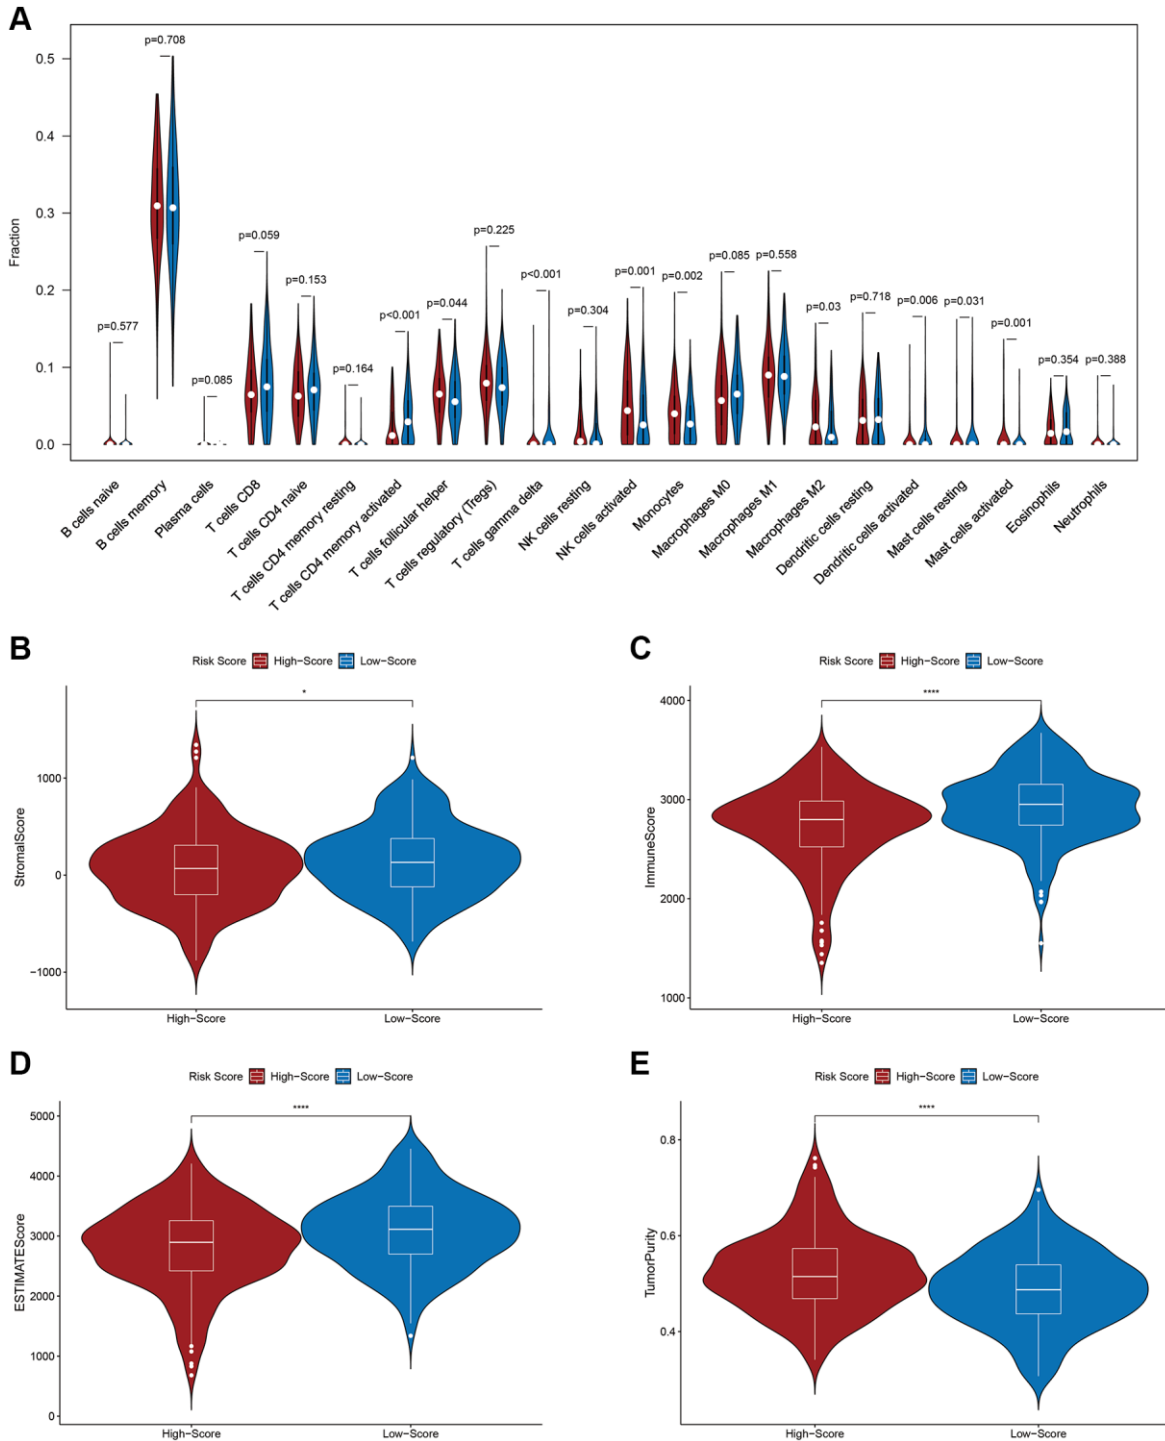 A
Fraction
0.5
0.4
0.3
0.2
0.1
0.0
p=0.577
p=0.708
p=0.085
p=0.059
p=0.153
p=0.164
p<0.001
p=0.044
p=0.225
p<0.001
p=0.304
p=0.001
p=0.002
p=0.085
p=0.558
p=0.03
p=0.718
p=0.006
p=0.031
p=0.001
p=0.354
p=0.388
B cells naive
B cells memory
Plasma cells
T cells CD8
T cells CD4 naive
T cells CD4 memory resting
T cells CD4 memory activated
T cells follicular helper
T cells regulatory (Tregs)
T cells gamma delta
NK cells resting
NK cells activated
Monocytes
Macrophages M0
Macrophages M1
Macrophages M2
Dendritic cells resting
Dendritic cells activated
Mast cells resting
Mast cells activated
Eosinophils
Neutrophils
B
Risk Score High−Score Low−Score
*
StromalScore
1000
0
−1000
High−Score Low−Score
C
Risk Score High−Score Low−Score
****
ImmuneScore
4000
3000
2000
1000
High−Score Low−Score
D
Risk Score High−Score Low−Score
****
ESTIMATEScore
5000
4000
3000
2000
1000
0
High−Score Low−Score
E
Risk Score High−Score Low−Score
****
TumorPurity
0.8
0.6
0.4
High−Score Low−Score